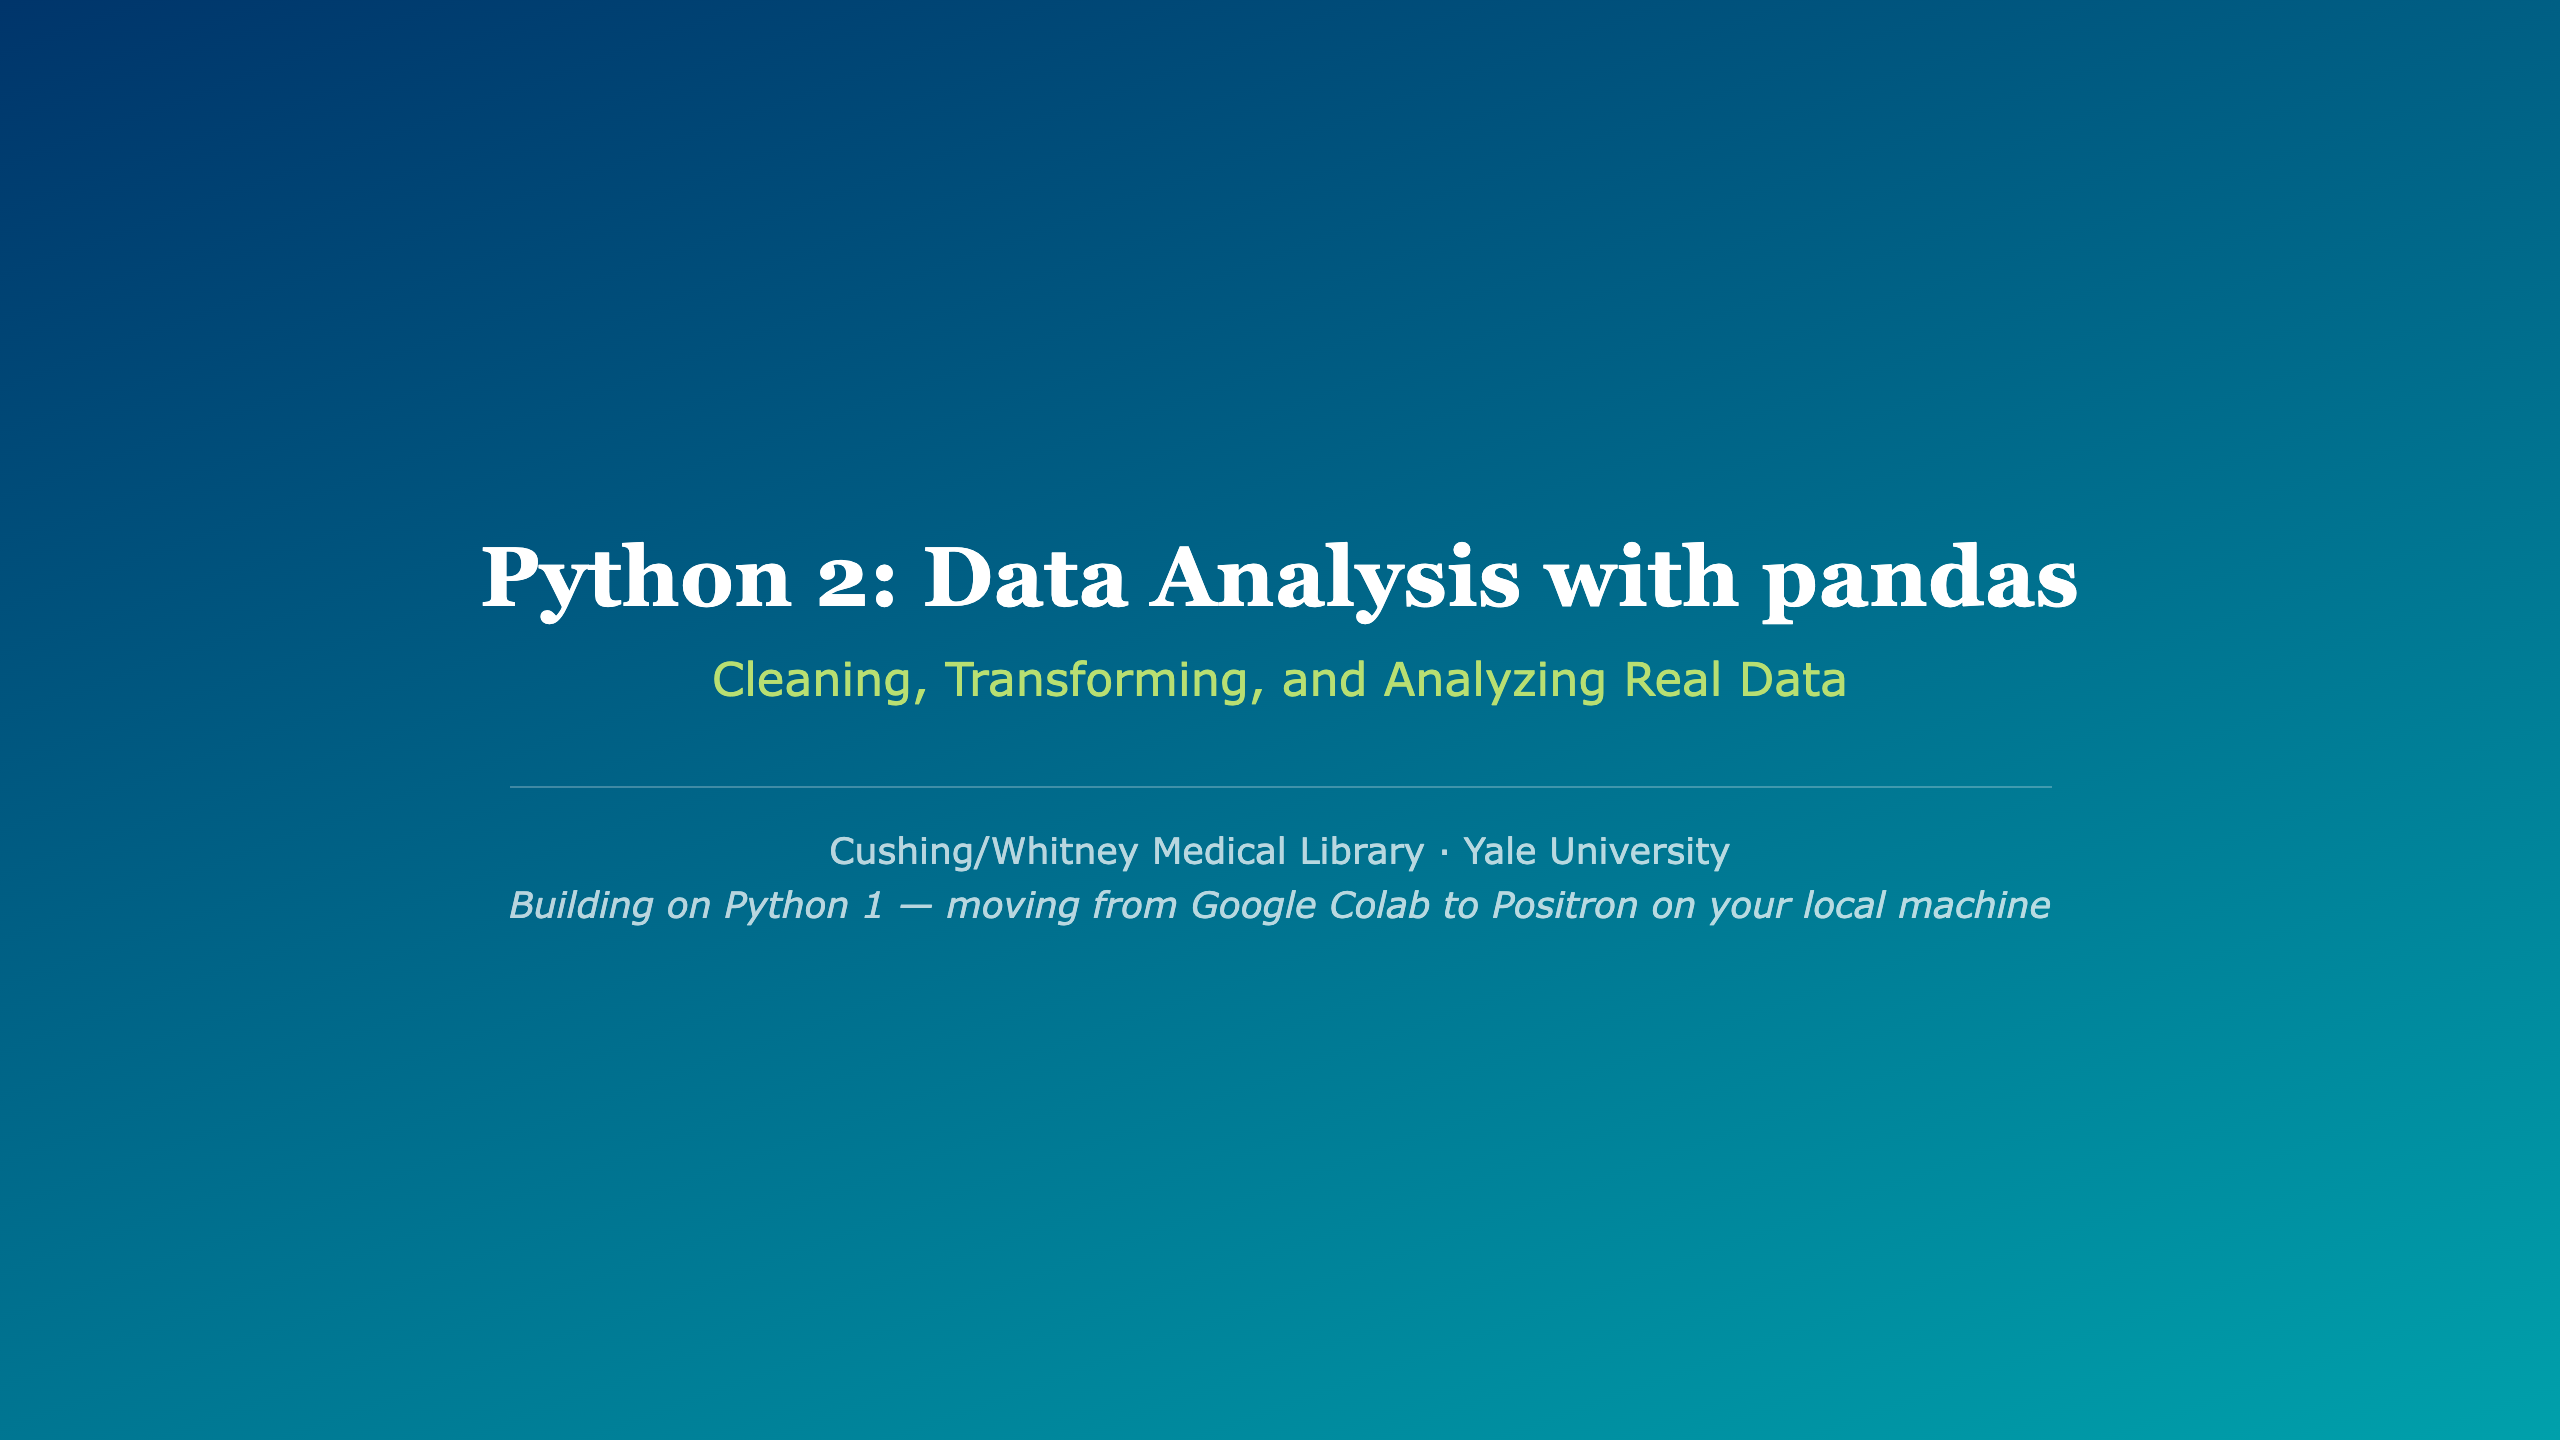 Python 2: Data Analysis with pandas
Cleaning, Transforming, and Analyzing Real Data
Cushing/Whitney Medical Library · Yale University
Building on Python 1 — moving from Google Colab to Positron on your local machine